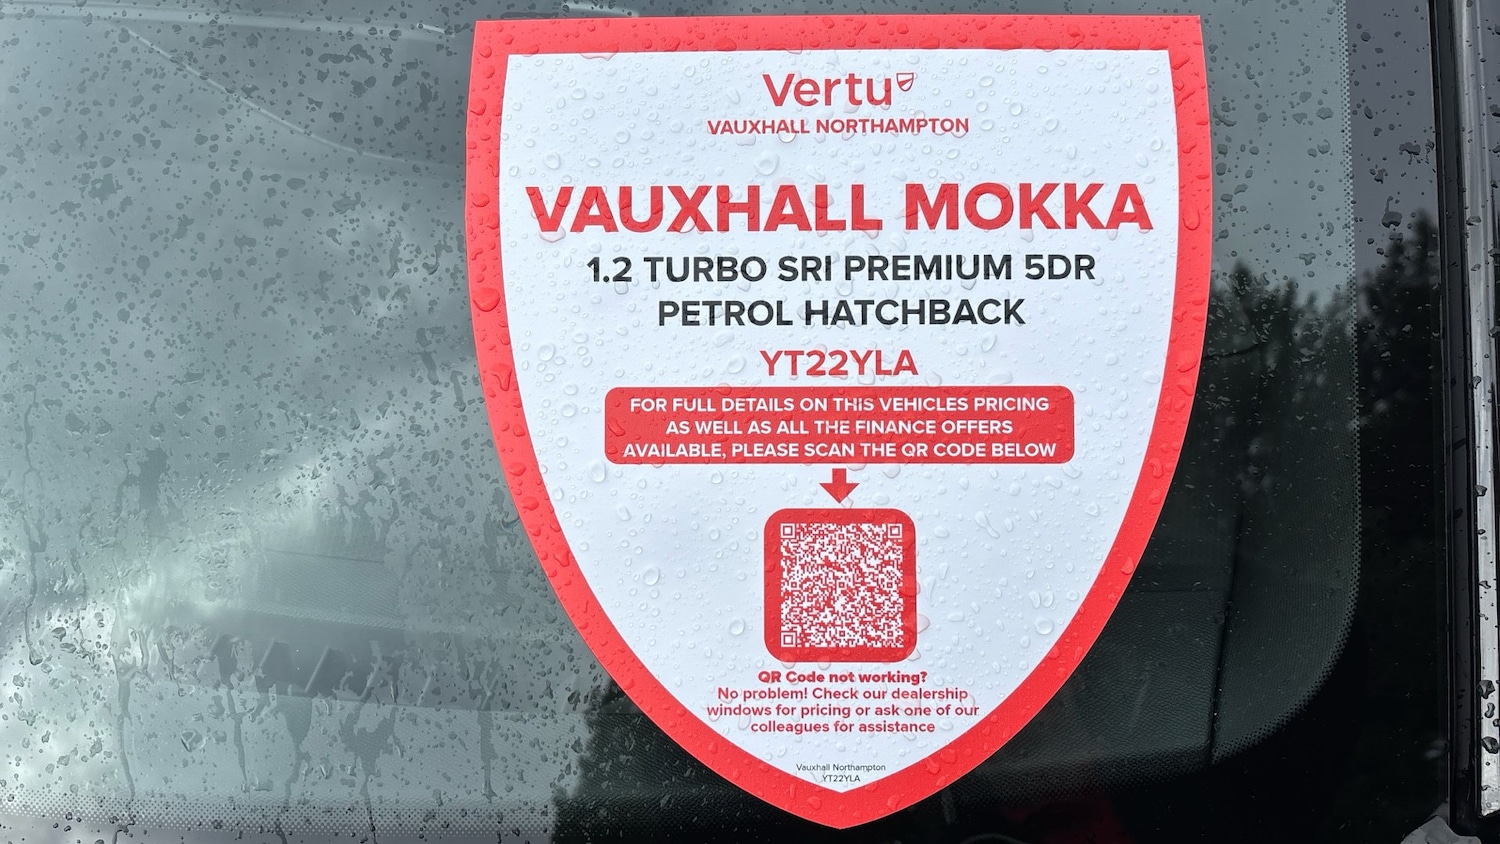 Vertu
VAUXHALL NORTHAMPTON
VAUXHALL MOKKA
1.2 TURBO SRI PREMIUM 5DR
PETROL HATCHBACK
YT22YLA
FOR FULL DETAILS ON THIS VEHICLES PRICING
AS WELL AS ALL THE FINANCE OFFERS
AVAILABLE, PLEASE SCAN THE QR CODE BELOW
QR Code not working?
No problem! Check our dealership
windows for pricing or ask one of our
colleagues for assistance
Vauxhall Northampton
YT22YLA